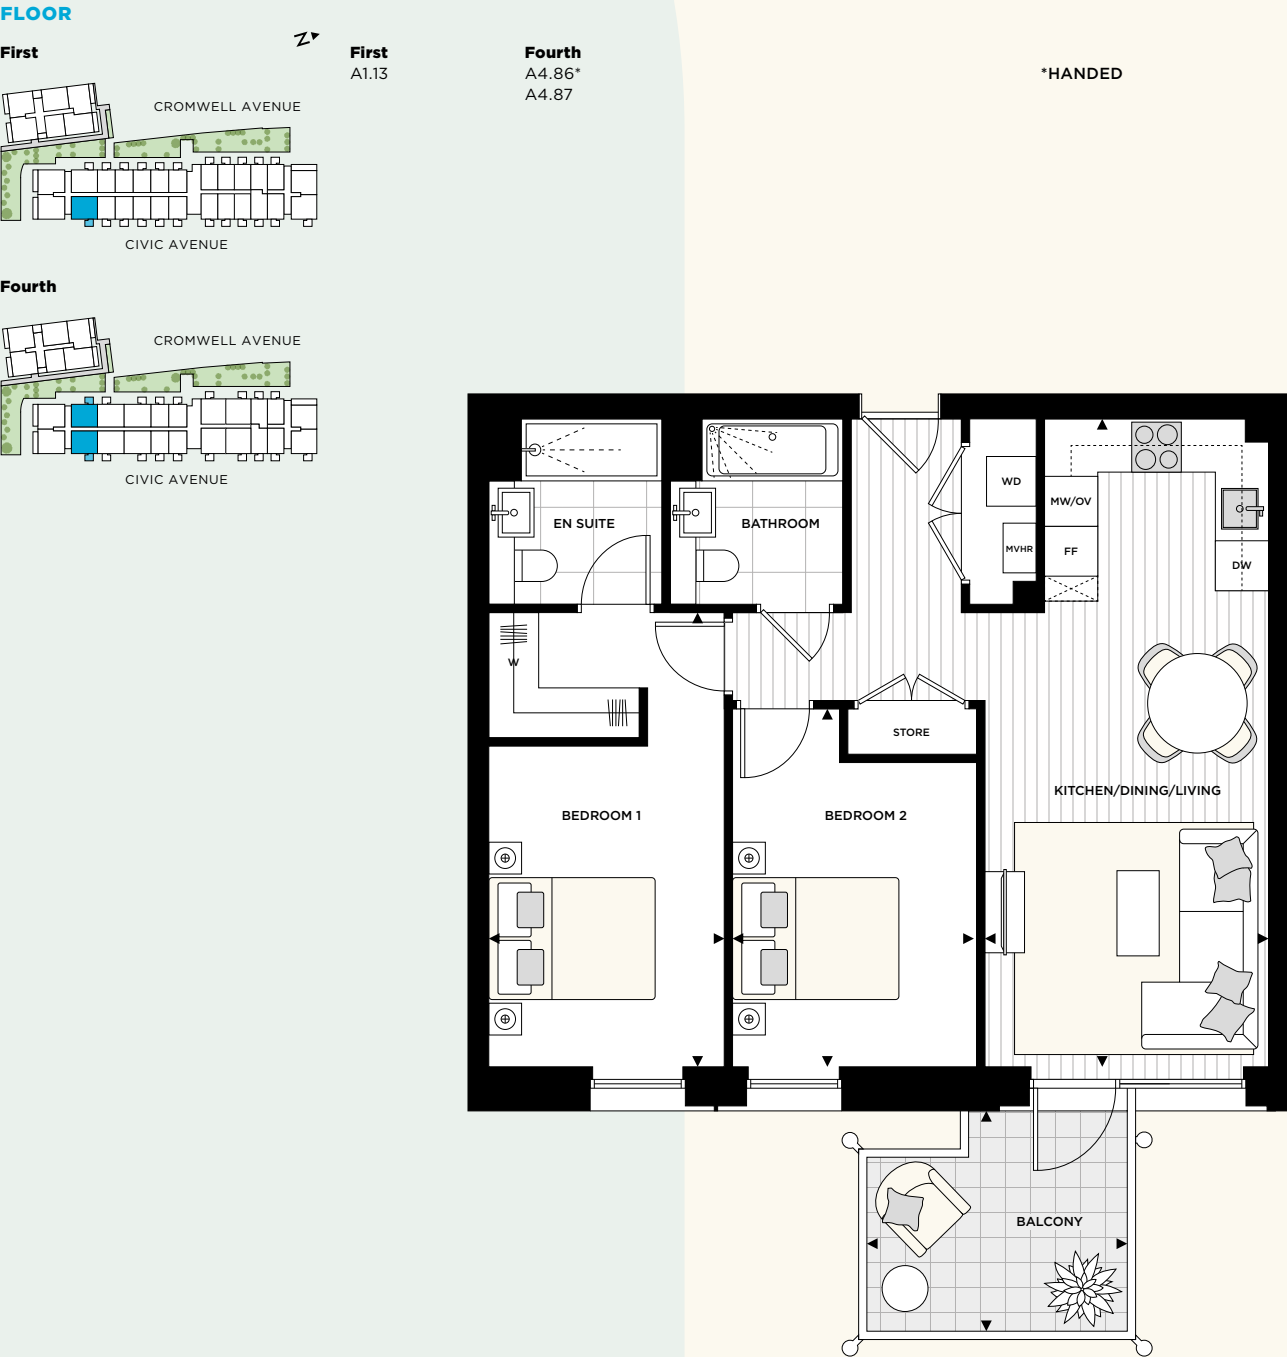 FLOOR
First
First
Fourth
A1.13
A4.86*
A4.87
*HANDED
N
CROMWELL AVENUE
CIVIC AVENUE
Fourth
CROMWELL AVENUE
CIVIC AVENUE
WD
MVHR
MW/OV
FF
DW
EN SUITE
BATHROOM
W
STORE
KITCHEN/DINING/LIVING
BEDROOM 1
BEDROOM 2
BALCONY